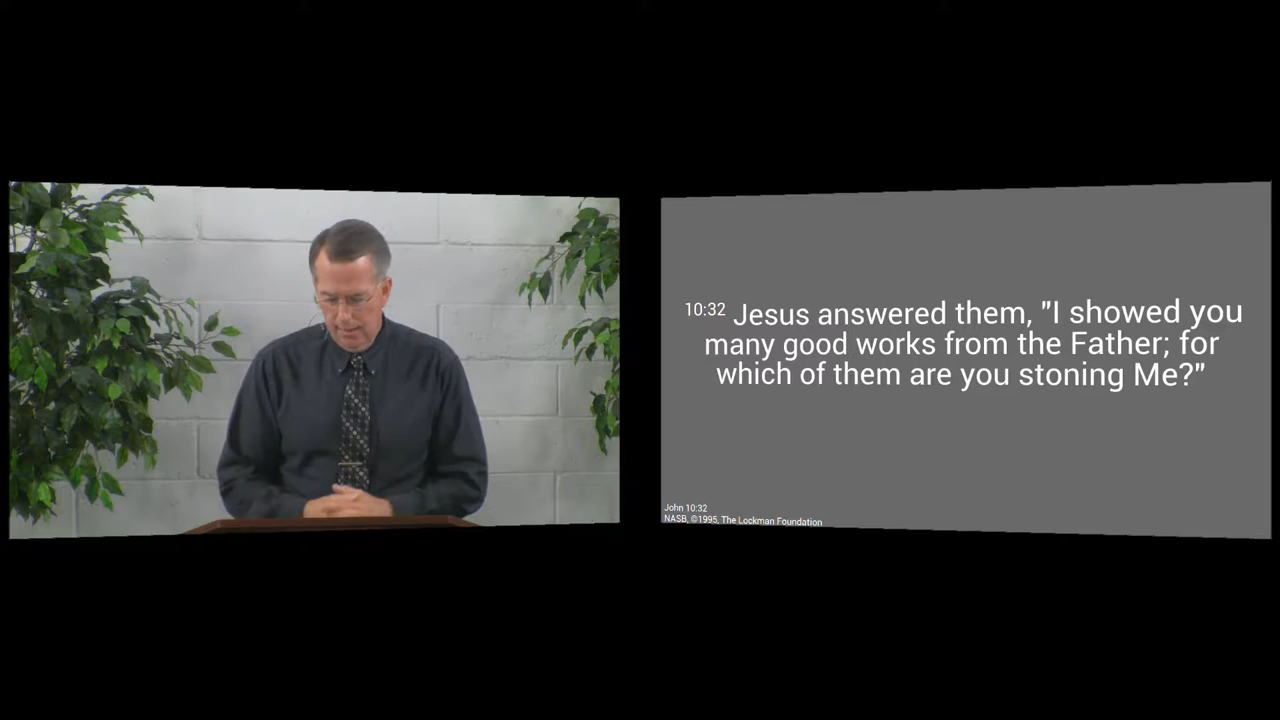 10:32 Jesus answered them, "I showed you
many good works from the Father; for
which of them are you stoning Me?"
John 10:32
NASB, ©1995, The Lockman Foundation